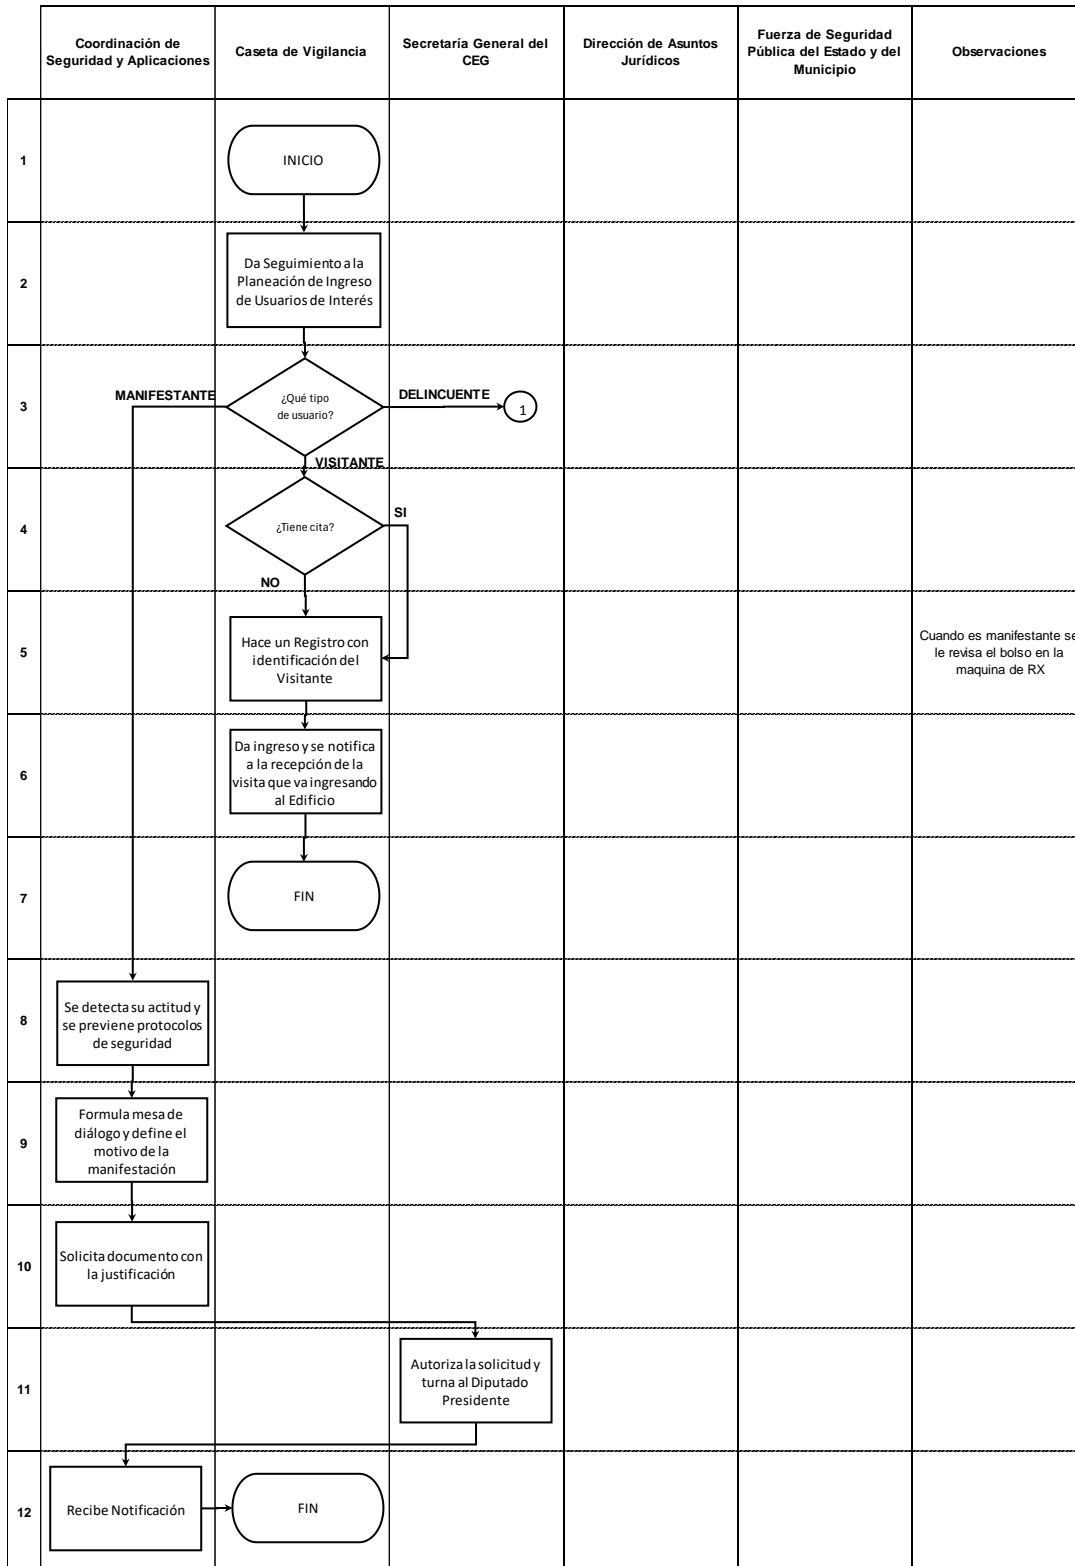 Coordinación de
Seguridad y Aplicaciones
Caseta de Vigilancia
Secretaría General del
CEG
Dirección de Asuntos
Jurídicos
Fuerza de Seguridad
Pública del Estado y del
Municipio
Observaciones
1
INICIO
2
Da Seguimiento a la
Planeación de Ingreso
de Usuarios de Interés
3
MANIFESTANTE
¿Qué tipo
de usuario?
DELINCUENTE
1
VISITANTE
4
¿Tiene cita?
SI
NO
5
Hace un Registro con
identificación del
Visitante
Cuando es manifestante se
le revisa el bolso en la
maquina de RX
6
Da ingreso y se notifica
a la recepción de la
visita que va ingresando
al Edificio
7
FIN
8
Se detecta su actitud y
se previene protocolos
de seguridad
9
Formula mesa de
diálogo y define el
motivo de la
manifestación
10
Solicita documento con
la justificación
11
Autoriza la solicitud y
turna al Diputado
Presidente
12
Recibe Notificación
FIN